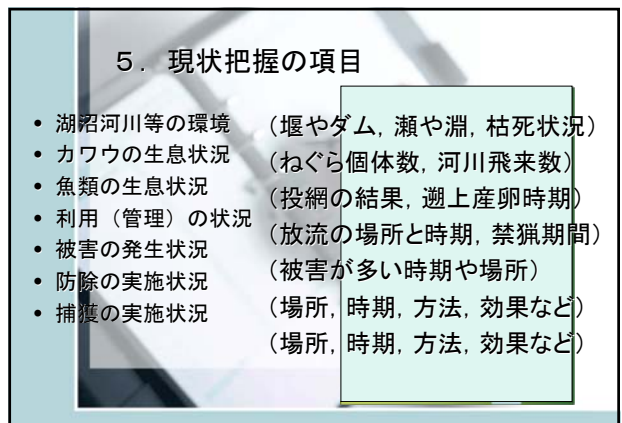 ５．現状把握の項目
• 湖沼河川等の環境 （堰やダム，瀬や淵，枯死状況）
• カワウの生息状況 （ねぐら個体数，河川飛来数）
• 魚類の生息状況 （投網の結果，遡上産卵時期）
• 利用（管理）の状況 （放流の場所と時期，禁猟期間）
• 被害の発生状況 （被害が多い時期や場所）
• 防除の実施状況 （場所，時期，方法，効果など）
• 捕獲の実施状況 （場所，時期，方法，効果など）